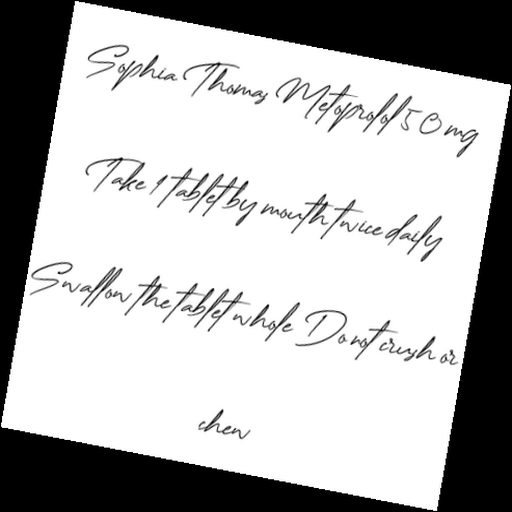 Sophia Thomas Metoprolol 50 mg
Take 1 tablet by mouth twice daily
Swallow the tablet whole Do not crush or
chew